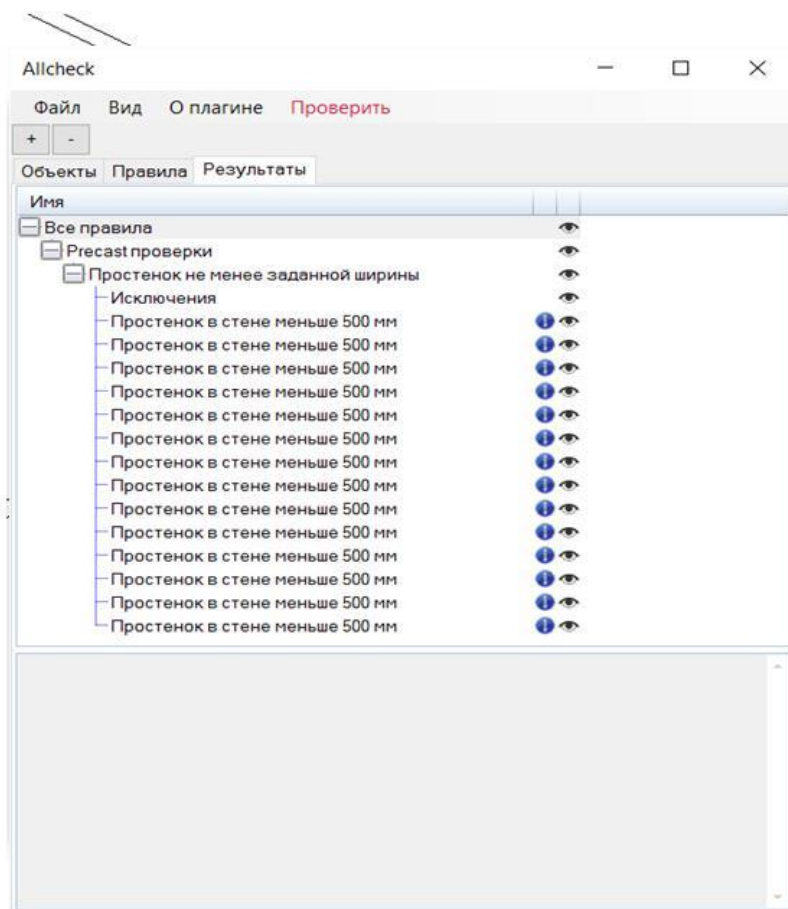 Allcheck
Файл Вид О плагине Проверить
+ -
Объекты Правила Результаты
Имя
Все правила
Precast проверки
Простенок не менее заданной ширины
Исключения
Простенок в стене меньше 500 мм
Простенок в стене меньше 500 мм
Простенок в стене меньше 500 мм
Простенок в стене меньше 500 мм
Простенок в стене меньше 500 мм
Простенок в стене меньше 500 мм
Простенок в стене меньше 500 мм
Простенок в стене меньше 500 мм
Простенок в стене меньше 500 мм
Простенок в стене меньше 500 мм
Простенок в стене меньше 500 мм
Простенок в стене меньше 500 мм
Простенок в стене меньше 500 мм
Простенок в стене меньше 500 мм